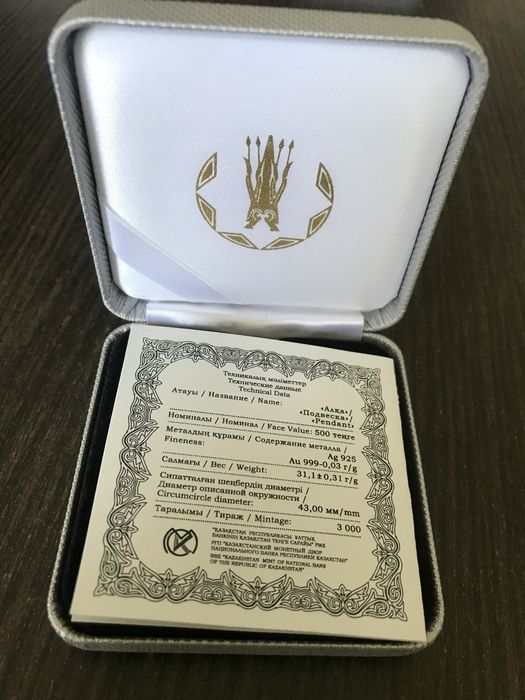 Техникалық мәліметтер
Технические данные
Technical Data
Атауы / Название / Name: «Алқа»/
«Подвеска»/
«Pendant»
Номиналы / Номинал / Face Value: 500 теңге
Металдың құрамы / Содержание металла / Ag 925
Fineness: Au 999-0,03 г/g
Салмағы / Вес / Weight: 31,1±0,31 г/g
Сипатталған шеңбердің диаметрі /
Диаметр описанной окружности /
Circumcircle diameter: 43,00 мм/mm
Таралымы / Тираж / Mintage: 3 000
"ҚАЗАҚСТАН РЕСПУБЛИКАСЫ ҰЛТТЫҚ
БАНКІНІҢ ҚАЗАҚСТАН ТЕҢГЕ САРАЙЫ" РМК
РГП "КАЗАХСТАНСКИЙ МОНЕТНЫЙ ДВОР
НАЦИОНАЛЬНОГО БАНКА РЕСПУБЛИКИ КАЗАХСТАН"
RSE "KAZAKHSTAN MINT OF NATIONAL BANK
OF THE REPUBLIC OF KAZAKHSTAN"